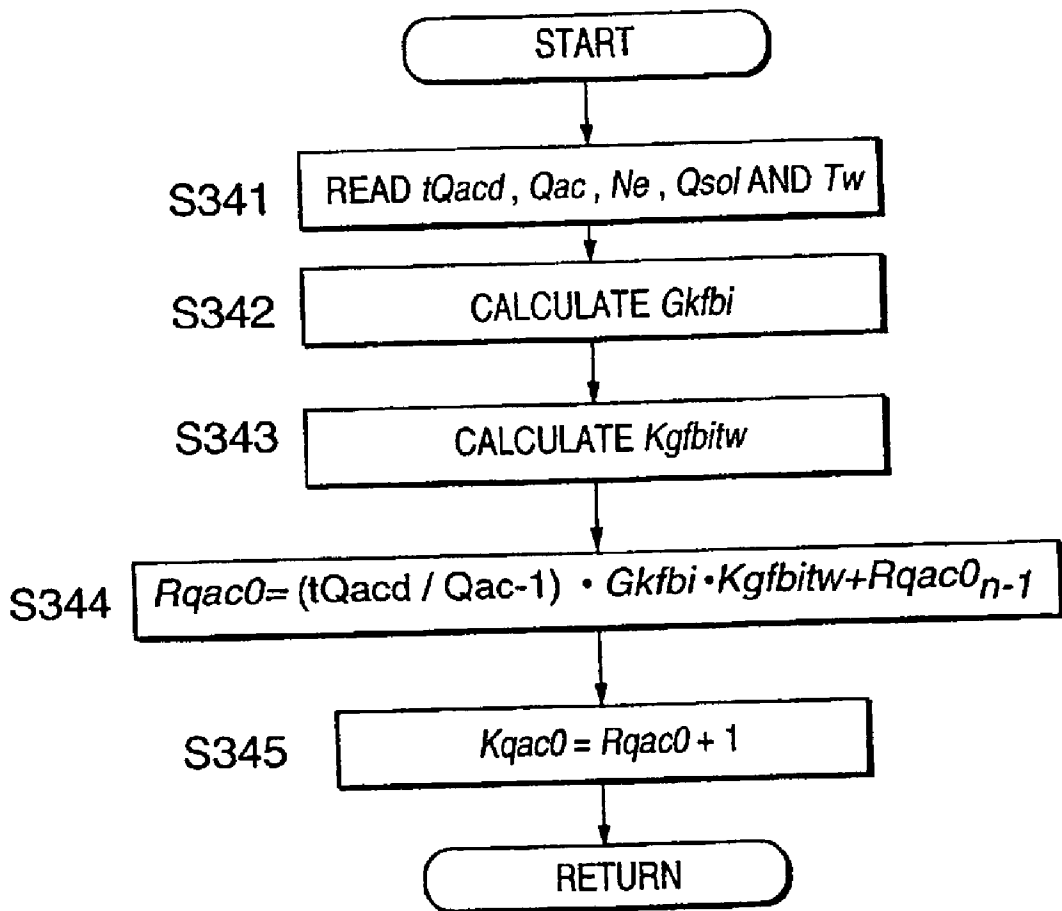 START
S341 READ tQacd, Qac, Ne, Qsol AND Tw
S342 CALCULATE Gkfbi
S343 CALCULATE Kgfbitw
S344 Rqac0= (tQacd / Qac-1) • Gkfbi•Kgfbitw+Rqac0n-1
S345 Kqac0 = Rqac0 + 1
RETURN